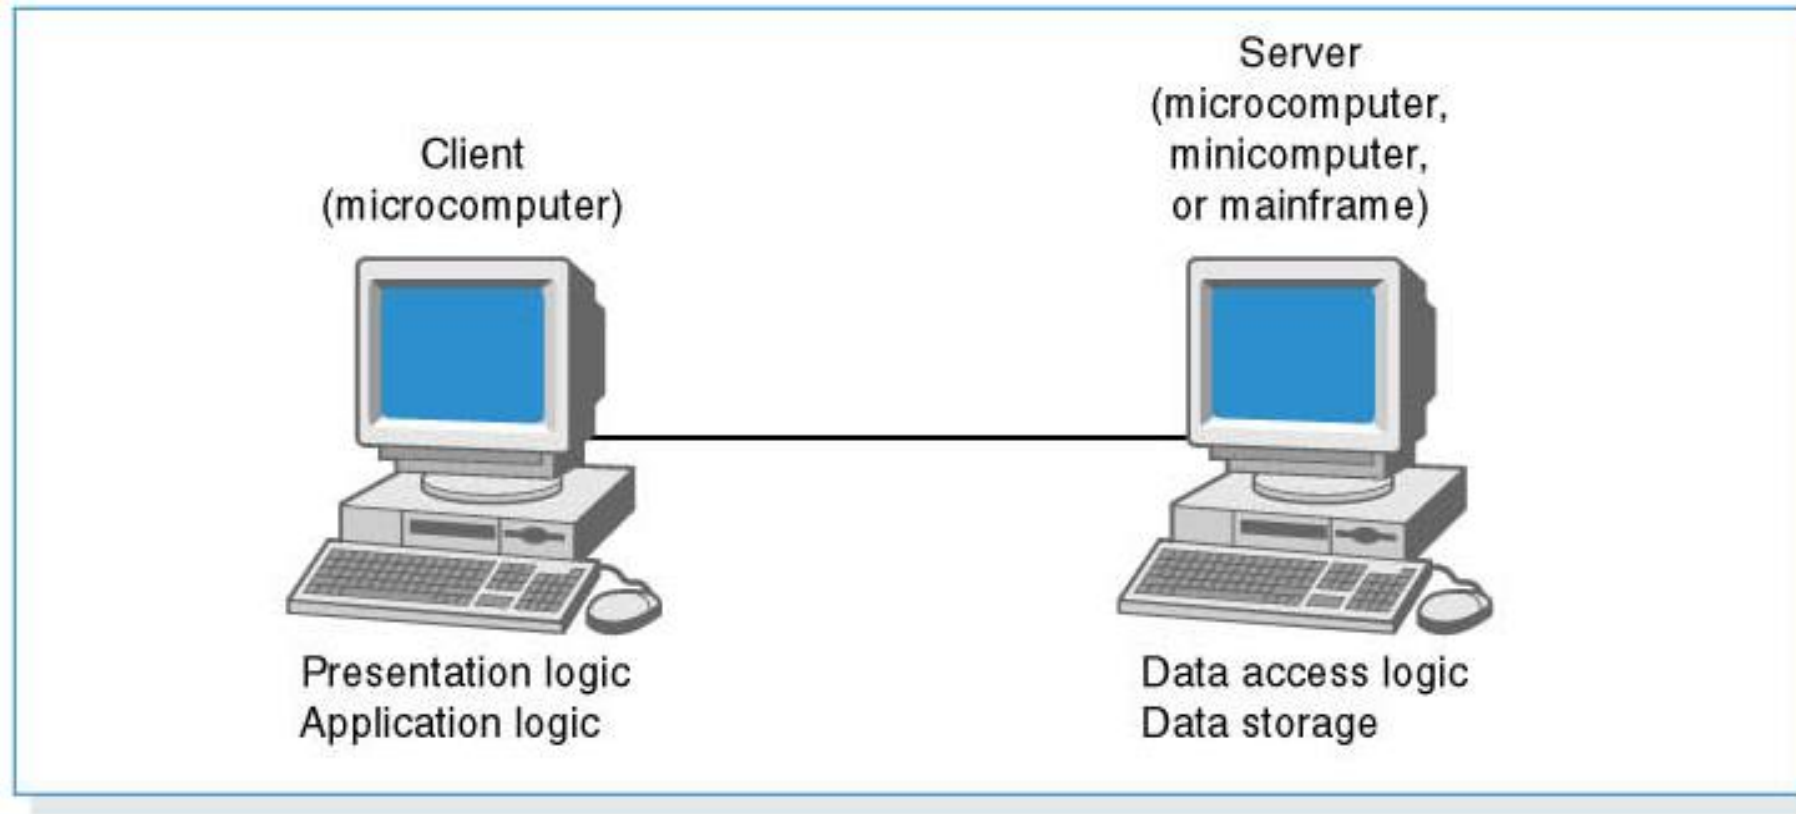 Client
(microcomputer)
Server
(microcomputer,
minicomputer,
or mainframe)
Presentation logic
Application logic
Data access logic
Data storage